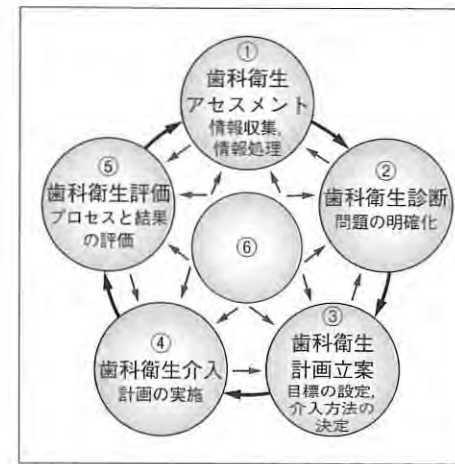 ①
歯科衛生
アセスメント
情報収集,
情報処理
②
歯科衛生診断
問題の明確化
③
歯科衛生
計画立案
目標の設定,
介入方法の
決定
④
歯科衛生介入
計画の実施
⑤
歯科衛生評価
プロセスと結果
の評価
⑥